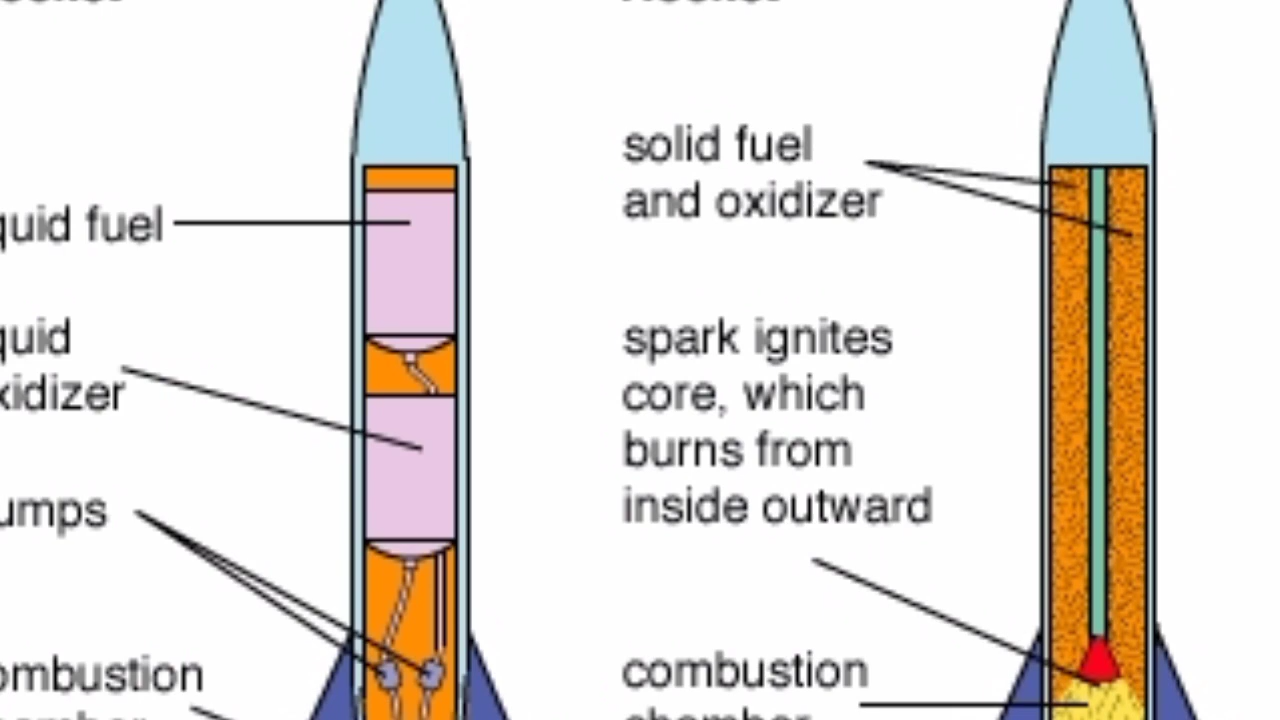 quid fuel
quid
xidizer
umps
ombustion
solid fuel
and oxidizer
spark ignites
core, which
burns from
inside outward
combustion
chamber